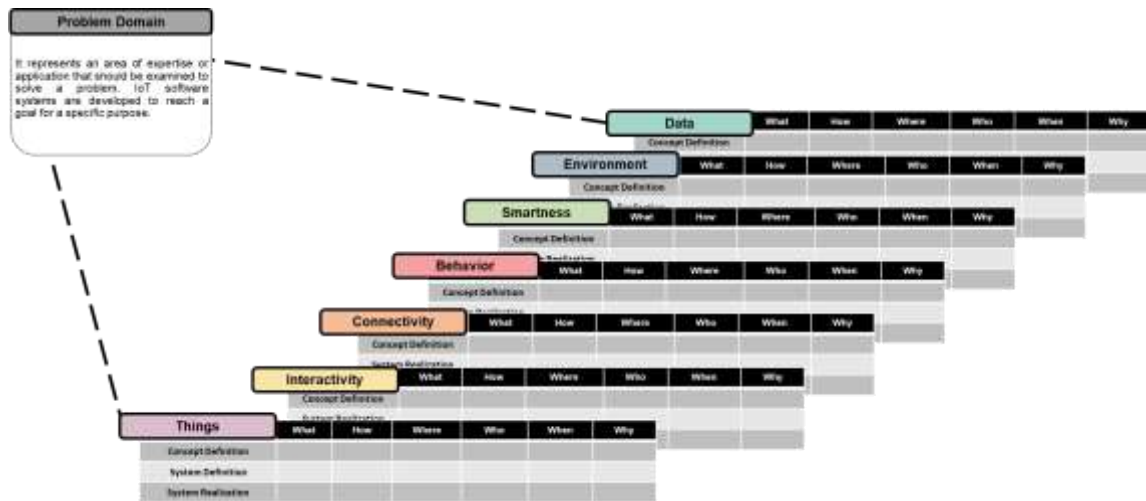 Problem Domain
It represents an area of expertise or
application that should be examined to
solve a problem. IoT software
systems are developed to reach a
goal for a specific purpose.
Data What How Where Who When Why
Concept Definition
Environment What How Where Who When Why
Concept Definition
Smartness What How Where Who When Why
Concept Definition
Behavior What How Where Who When Why
Concept Definition
Connectivity What How Where Who When Why
Concept Definition
System Realization
Interactivity What How Where Who When Why
Concept Definition
Things What How Where Who When Why
Concept Definition
System Definition
System Realization